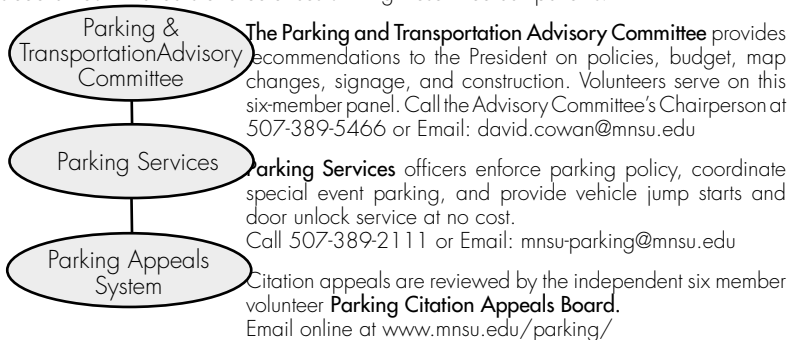 Parking &
TransportationAdvisory
Committee
The Parking and Transportation Advisory Committee provides
recommendations to the President on policies, budget, map
changes, signage, and construction. Volunteers serve on this
six-member panel. Call the Advisory Committee's Chairperson at
507-389-5466 or Email: david.cowan@mnsu.edu
Parking Services
Parking Services officers enforce parking policy, coordinate
special event parking, and provide vehicle jump starts and
door unlock service at no cost.
Call 507-389-2111 or Email: mnsu-parking@mnsu.edu
Parking Appeals
System
Citation appeals are reviewed by the independent six member
volunteer Parking Citation Appeals Board.
Email online at www.mnsu.edu/parking/